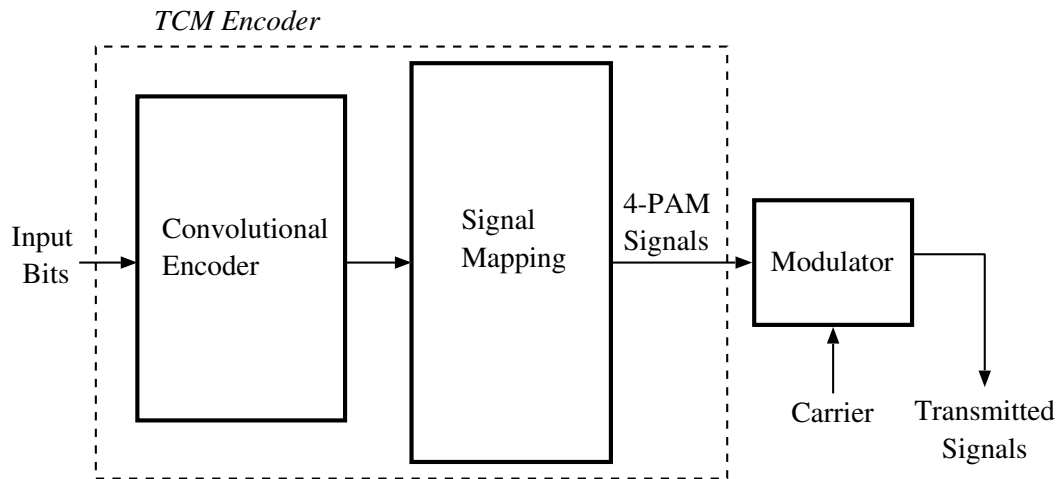 TCM Encoder
Input
Bits
Convolutional
Encoder
Signal
Mapping
4-PAM
Signals
Modulator
Carrier
Transmitted
Signals